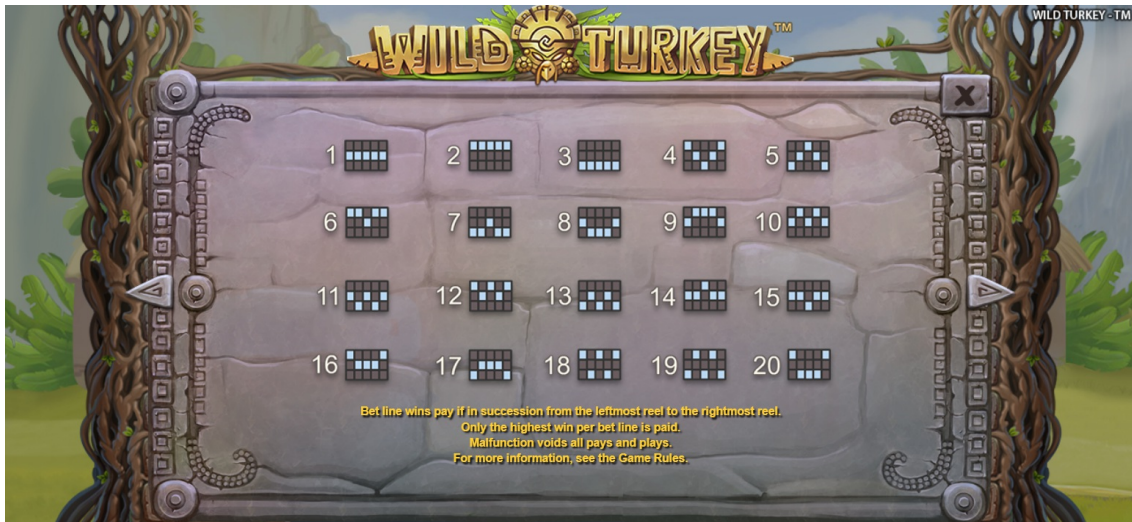 WILD TURKEY - TM
WILD TURKEY™
X
1 2 3 4 5
6 7 8 9 10
11 12 13 14 15
16 17 18 19 20
Bet line wins pay if in succession from the leftmost reel to the rightmost reel.
Only the highest win per bet line is paid.
Malfunction voids all pays and plays.
For more information, see the Game Rules.